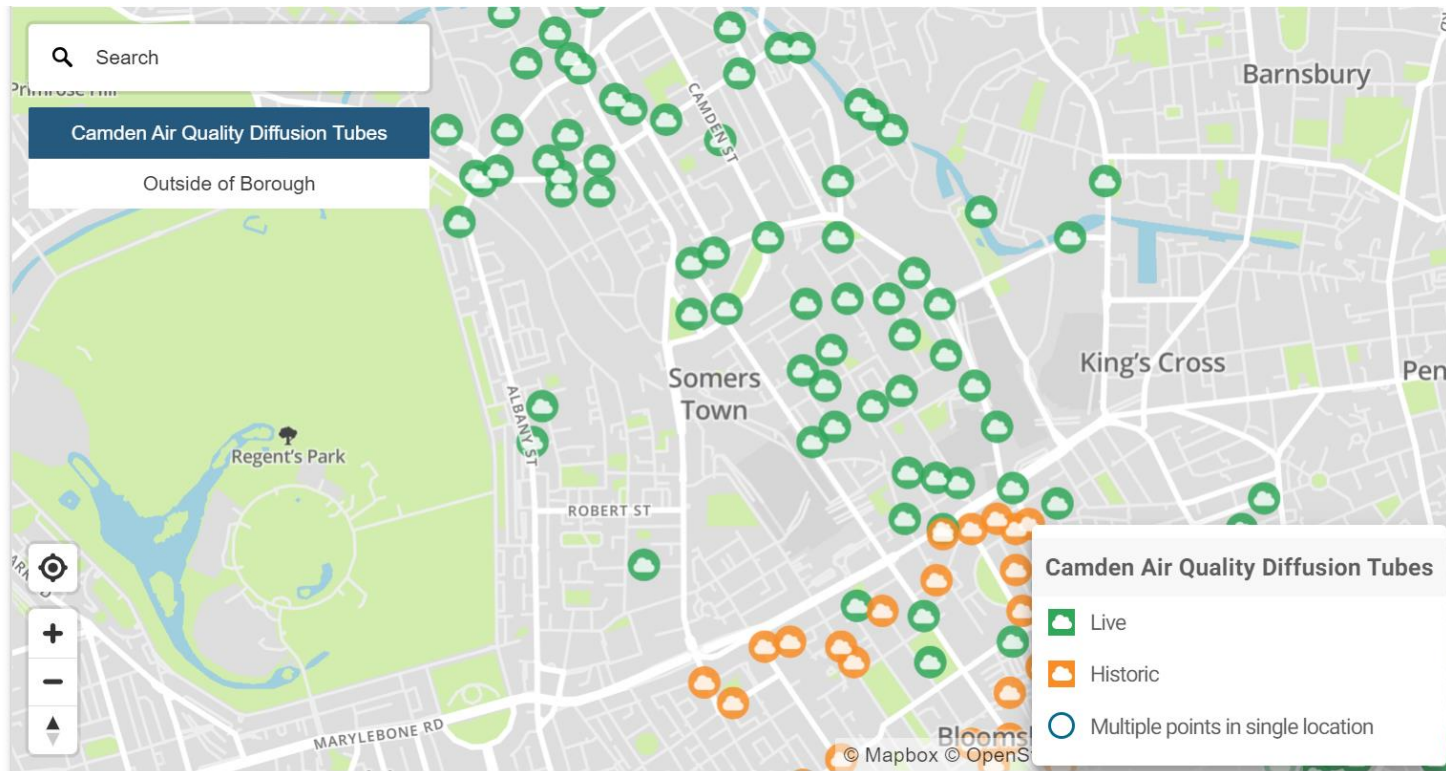 Search
Primrose Hill
Camden Air Quality Diffusion Tubes
Outside of Borough
CAMDEN ST
Barnsbury
King's Cross
Pen
Somers
Town
ALBANY ST
Regent's Park
ROBERT ST
MARYLEBONE RD
Camden Air Quality Diffusion Tubes
Live
Historic
Multiple points in single location
Blooms
© Mapbox © OpenS